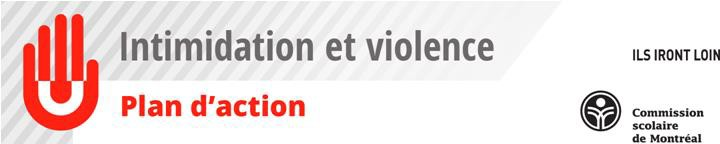 Intimidation et violence
Plan d'action
ILS IRONT LOIN
Commission
scolaire
de Montréal